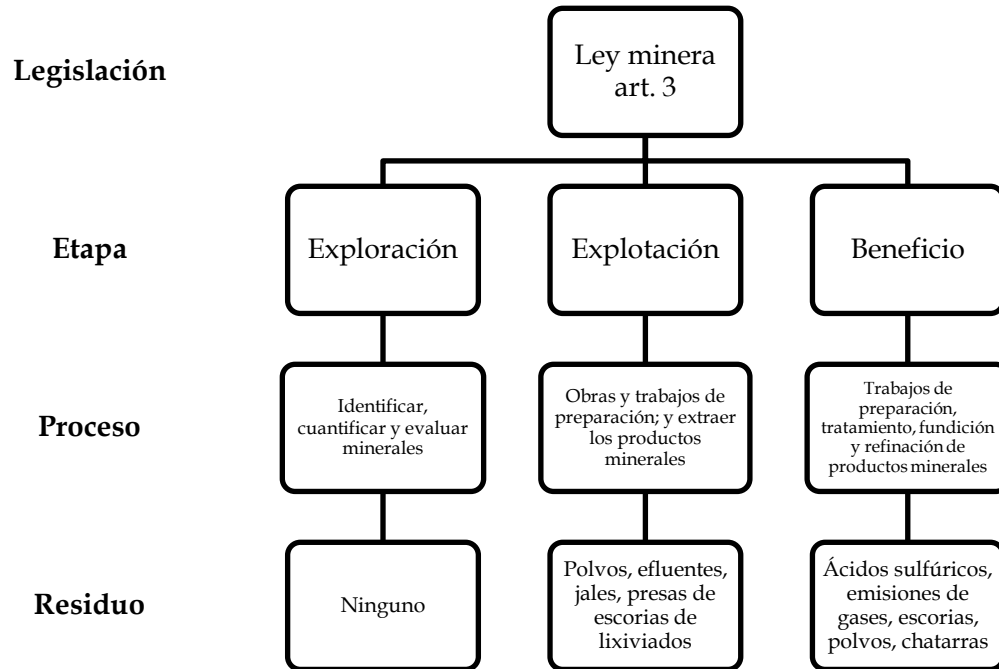 Legislación
Ley minera
art. 3
Etapa
Exploración
Explotación
Beneficio
Proceso
Identificar,
cuantificar y evaluar
minerales
Obras y trabajos de
preparación; y extraer
los productos
minerales
Trabajos de
preparación,
tratamiento, fundición
y refinación de
productos minerales
Residuo
Ninguno
Polvos, efluentes,
jales, presas de
escorias de
lixiviados
Ácidos sulfúricos,
emisiones de
gases, escorias,
polvos, chatarras